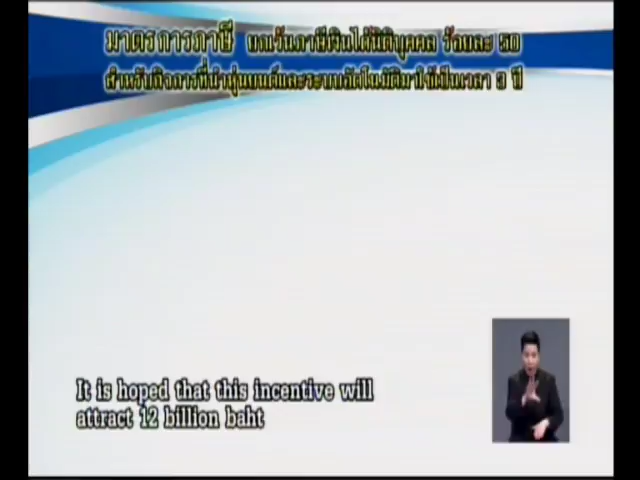 มาตรการภาษี ยกเว้นภาษีเงินได้นิติบุคคล ร้อยละ 50
สำหรับกิจการที่นำหุ่นยนต์และระบบอัตโนมัติมาใช้เป็นเวลา 3 ปี
It is hoped that this incentive will
attract 12 billion baht